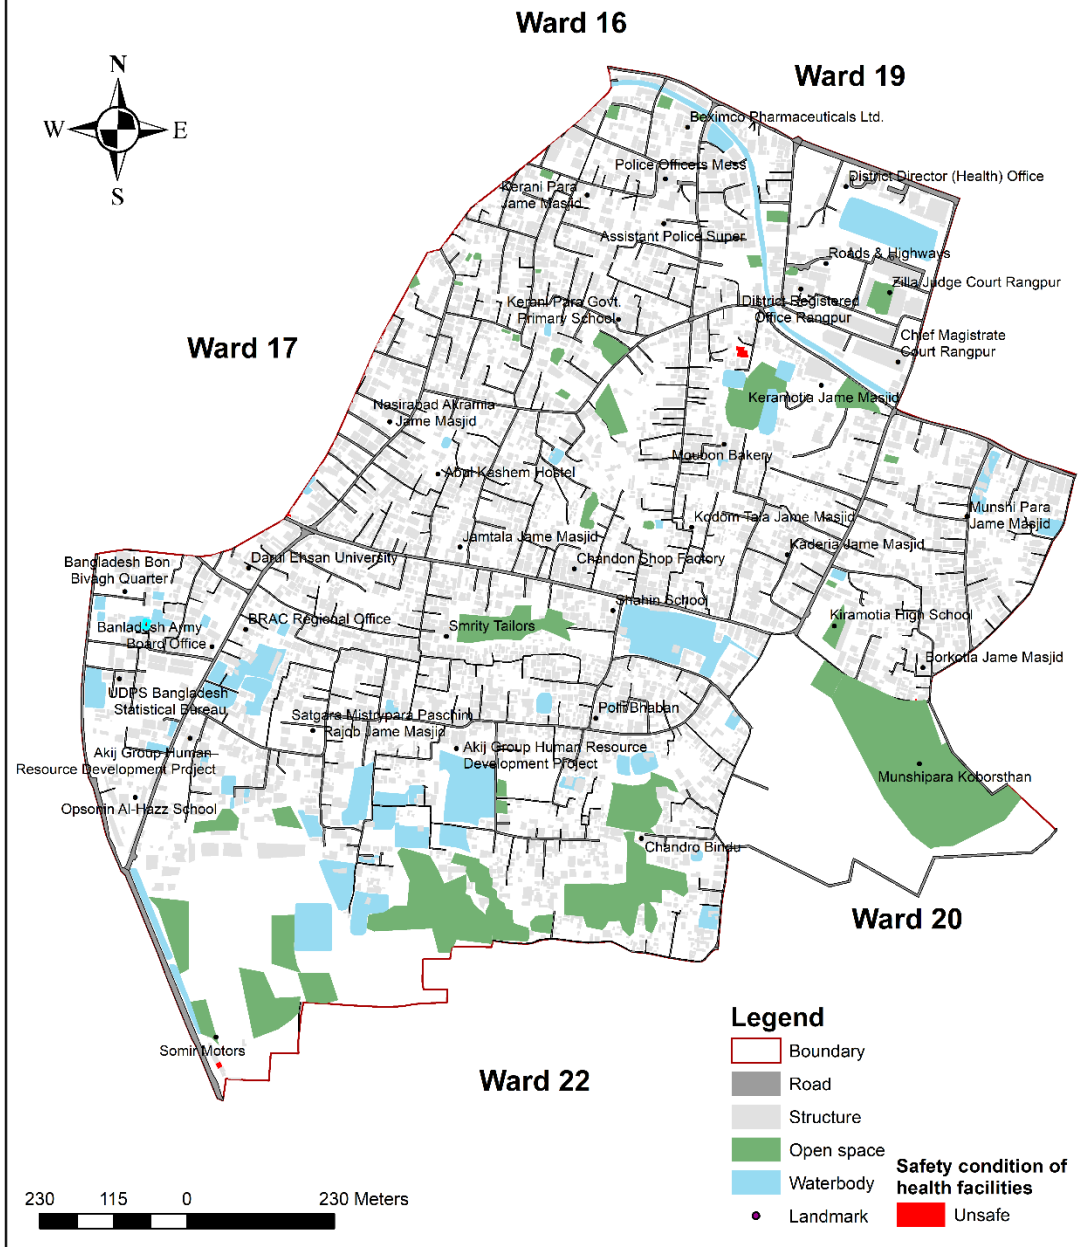 Ward 16
Ward 19
N
W
E
S
Beximco Pharmaceuticals Ltd.
Police Officers Mess
District Director (Health) Office
Kerani Para
Jame Masjid
Assistant Police Super
Roads & Highways
Zilla Judge Court Rangpur
Kerani Para Govt.
Primary School
District Registered
Office Rangpur
Chief Magistrate
Court Rangpur
Ward 17
Keramotia Jame Masjid
Nasirabad Akramia
Jame Masjid
Moubon Bakery
Abul Kashem Hostel
Munshi Para
Jame Masjid
Kodom Tala Jame Masjid
Jamtala Jame Masjid
Kaderia Jame Masjid
Darul Ehsan University
Chandon Shop Factory
Bangladesh Bon
Bivagh Quarter
Shahin School
Kiramotia High School
BRAC Regional Office
Smrity Tailors
Banladesh Army
Board Office
Borkotia Jame Masjid
UDPS Bangladesh
Statistical Bureau
Satgara Mistrypara Paschim
Rajob Jame Masjid
Polli Bhaban
Akij Group Human
Resource Development Project
Akij Group Human Resource
Development Project
Munshipara Koborsthan
Opsonin Al-Hazz School
Chandro Bindu
Ward 20
Somir Motors
Ward 22
Legend
Boundary
Road
Structure
Open space
Waterbody
Landmark
Safety condition of
health facilities
Unsafe
230 115 0 230 Meters